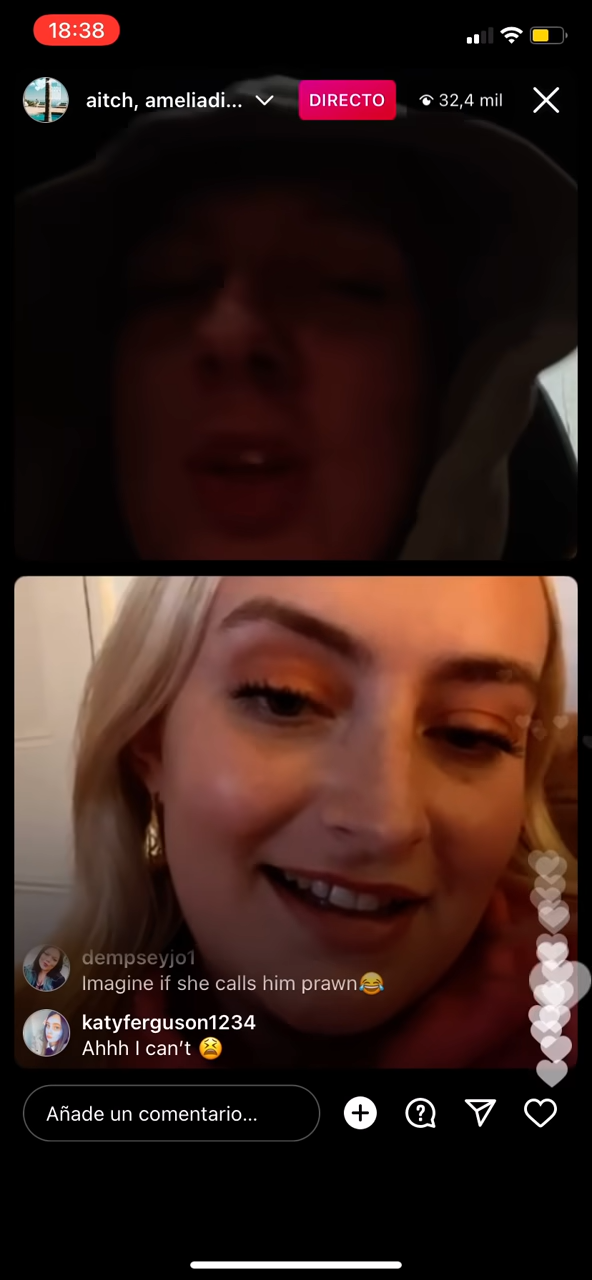 18:38
aitch, ameliadi...
DIRECTO
32,4 mil
dempseyjo1
Imagine if she calls him prawn😂
katyferguson1234
Ahhh I can't 😫
Añade un comentario...